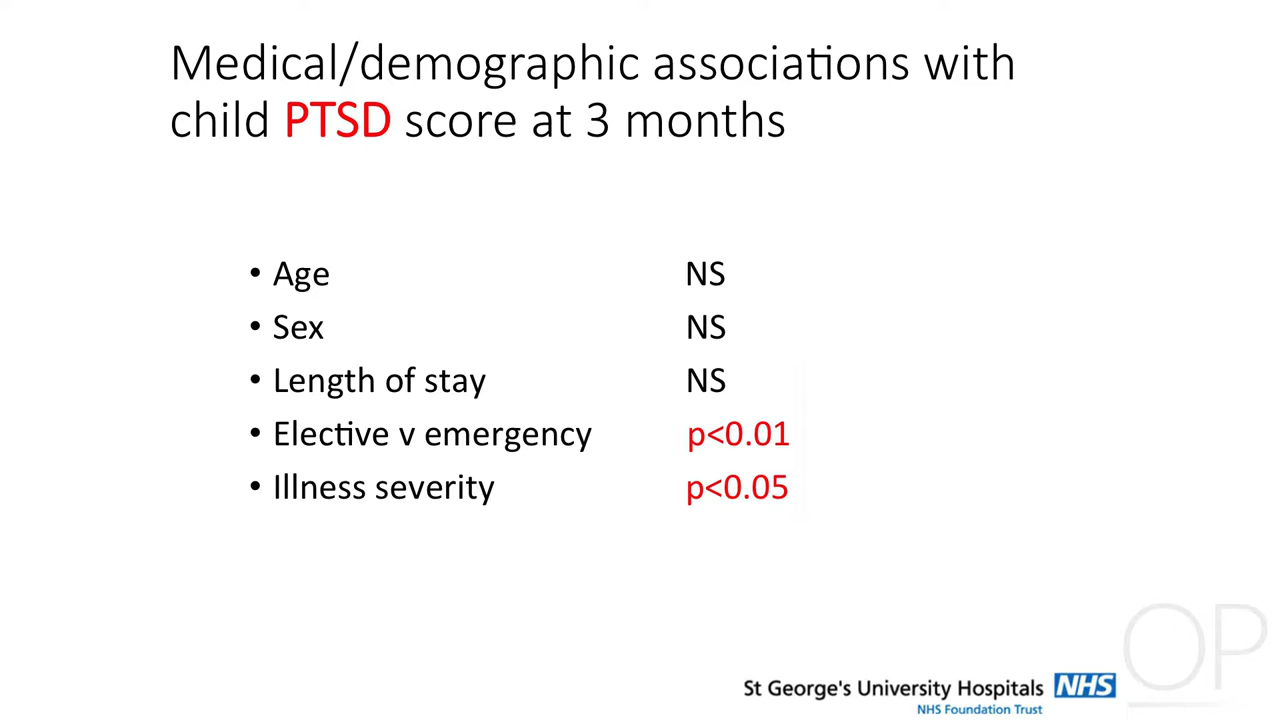 Medical/demographic associations with
child PTSD score at 3 months
• Age NS
• Sex NS
• Length of stay NS
• Elective v emergency p<0.01
• Illness severity p<0.05
OP
St George's University Hospitals NHS
NHS Foundation Trust